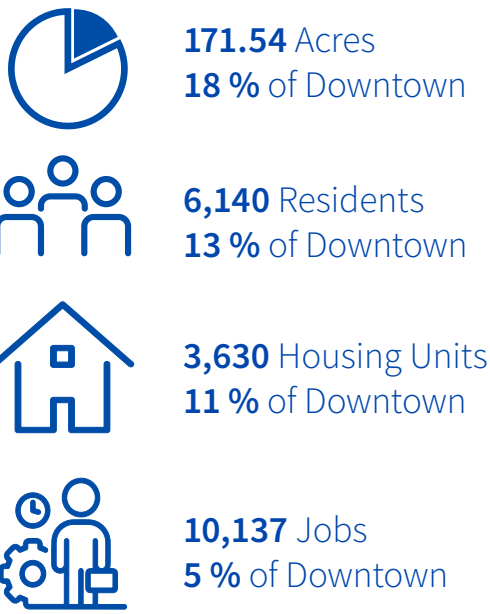 171.54 Acres
18 % of Downtown
6,140 Residents
13 % of Downtown
3,630 Housing Units
11 % of Downtown
10,137 Jobs
5 % of Downtown